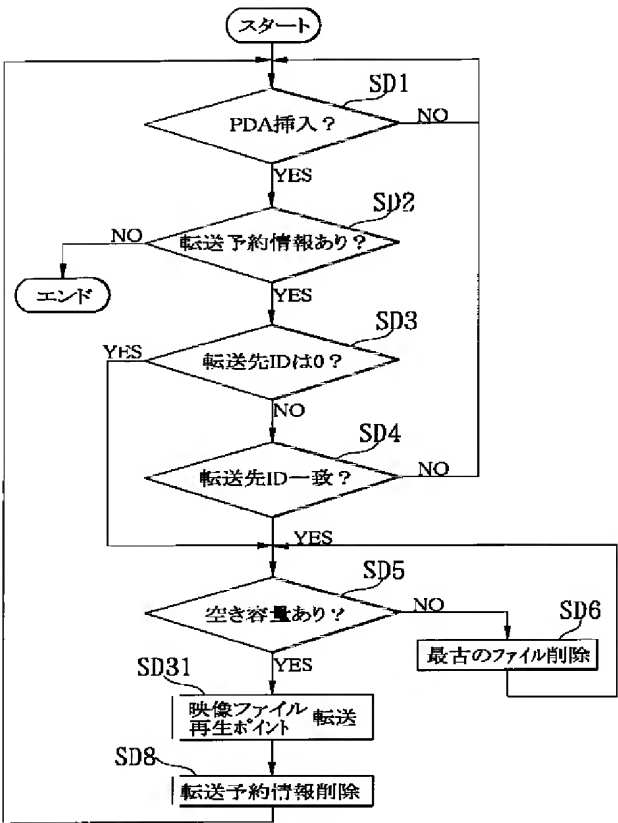 スタート
SD1
PDA挿入？
NO
YES
SD2
NO
転送予約情報あり？
エンド
YES
SD3
YES
転送先IDは0？
NO
SD4
転送先ID一致？
NO
YES
SD5
空き容量あり？
NO
SD6
最古のファイル削除
YES
SD31
映像ファイル
再生ポイント 転送
SD8
転送予約情報削除